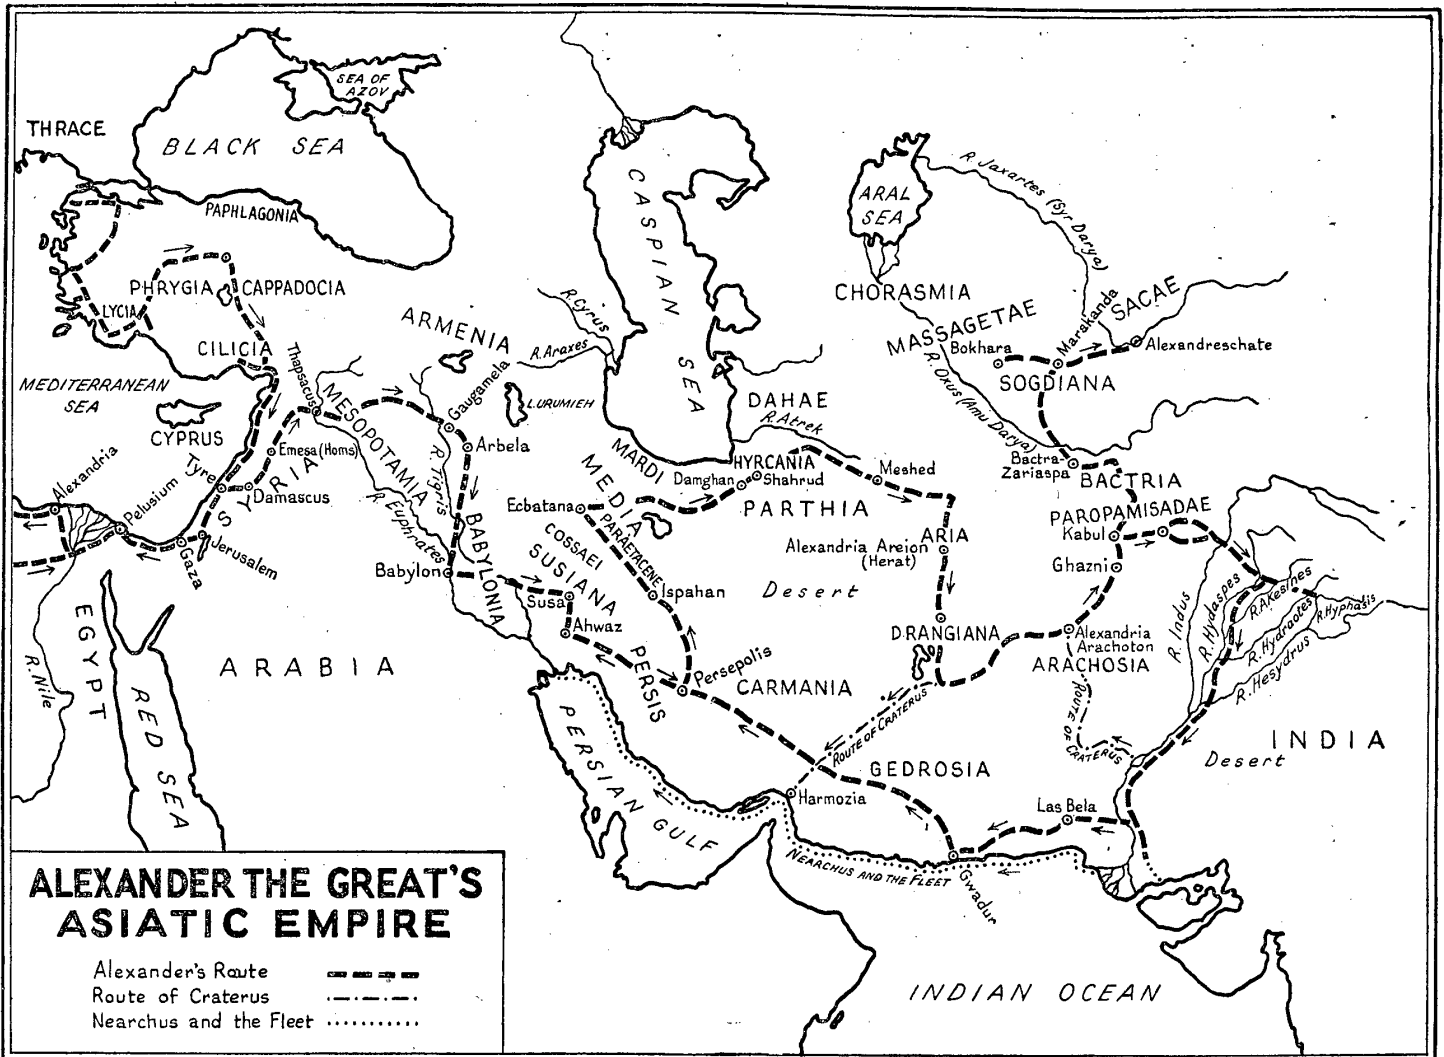 THRACE
BLACK SEA
SEA OF
AZOV
PAPHLAGONIA
PHRYGIA
CAPPADOCIA
LYCIA
CILICIA
ARMENIA
R. Cyrus
R. Araxes
L. URUMIEH
CASPIAN SEA
ARAL
SEA
R. Jaxartes (Syr Darya)
CHORASMIA
MASSAGETAE
SACAE
Bokhara
Marakanda
Alexandreschate
SOGDIANA
R. Oxus (Amu Darya)
DAHAE
R. Atrek
MEDITERRANEAN
SEA
CYPRUS
Thapsacus
MESOPOTAMIA
Gaugamela
Arbela
R. Tigris
R. Euphrates
Emesa (Homs)
Tyre
SYRIA
Damascus
Alexandria
Pelusium
Gaza
Jerusalem
Babylon
BABYLONIA
MARDI
MEDIA
Ecbatana
PARAETACENE
COSSAEI
SUSIANA
Susa
Ahwaz
Ispahan
HYRCANIA
Damghan
Shahrud
Meshed
PARTHIA
Bactra-
Zariaspa
BACTRIA
PAROPAMISADAE
Kabul
Ghazni
ARIA
Alexandria Areion
(Herat)
Desert
DRANGIANA
Alexandria
Arachoton
ARACHOSIA
R. Indus
R. Hydaspes
R. Akesines
R. Hydraotes
R. Hyphasis
R. Hesydrus
EGYPT
R. Nile
RED SEA
ARABIA
PERSIS
Persepolis
CARMANIA
PERSIAN GULF
ROUTE OF CRATERUS
ROUTE OF CRATERUS
GEDROSIA
Harmozia
Las Bela
Desert
INDIA
NEARCHUS AND THE FLEET
Gwadur
INDIAN OCEAN
ALEXANDER THE GREAT'S
ASIATIC EMPIRE
Alexander's Route
Route of Craterus
Nearchus and the Fleet